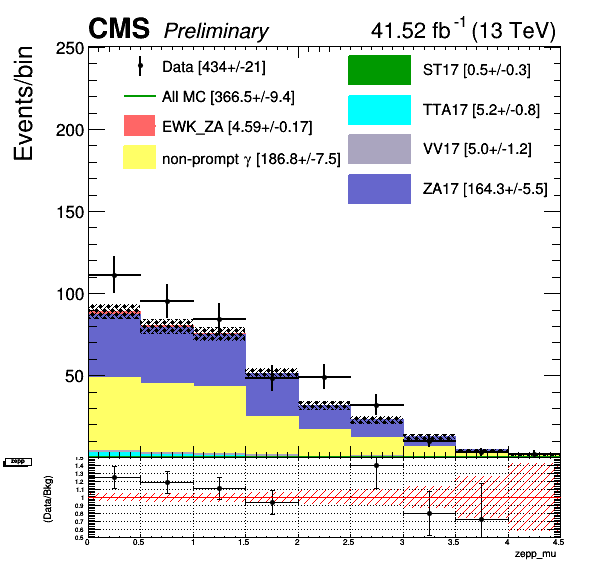 CMS Preliminary 41.52 fb⁻¹ (13 TeV)
Events/bin
250
200
150
100
50
Data [434+/-21]
All MC [366.5+/-9.4]
EWK_ZA [4.59+/-0.17]
non-prompt γ [186.8+/-7.5]
ST17 [0.5+/-0.3]
TTA17 [5.2+/-0.8]
VV17 [5.0+/-1.2]
ZA17 [164.3+/-5.5]
zepp
(Data/Bkg)
1.5
1.4
1.3
1.2
1.1
1
0.9
0.8
0.7
0.6
0.5
0 0.5 1 1.5 2 2.5 3 3.5 4 4.5
zepp_mu